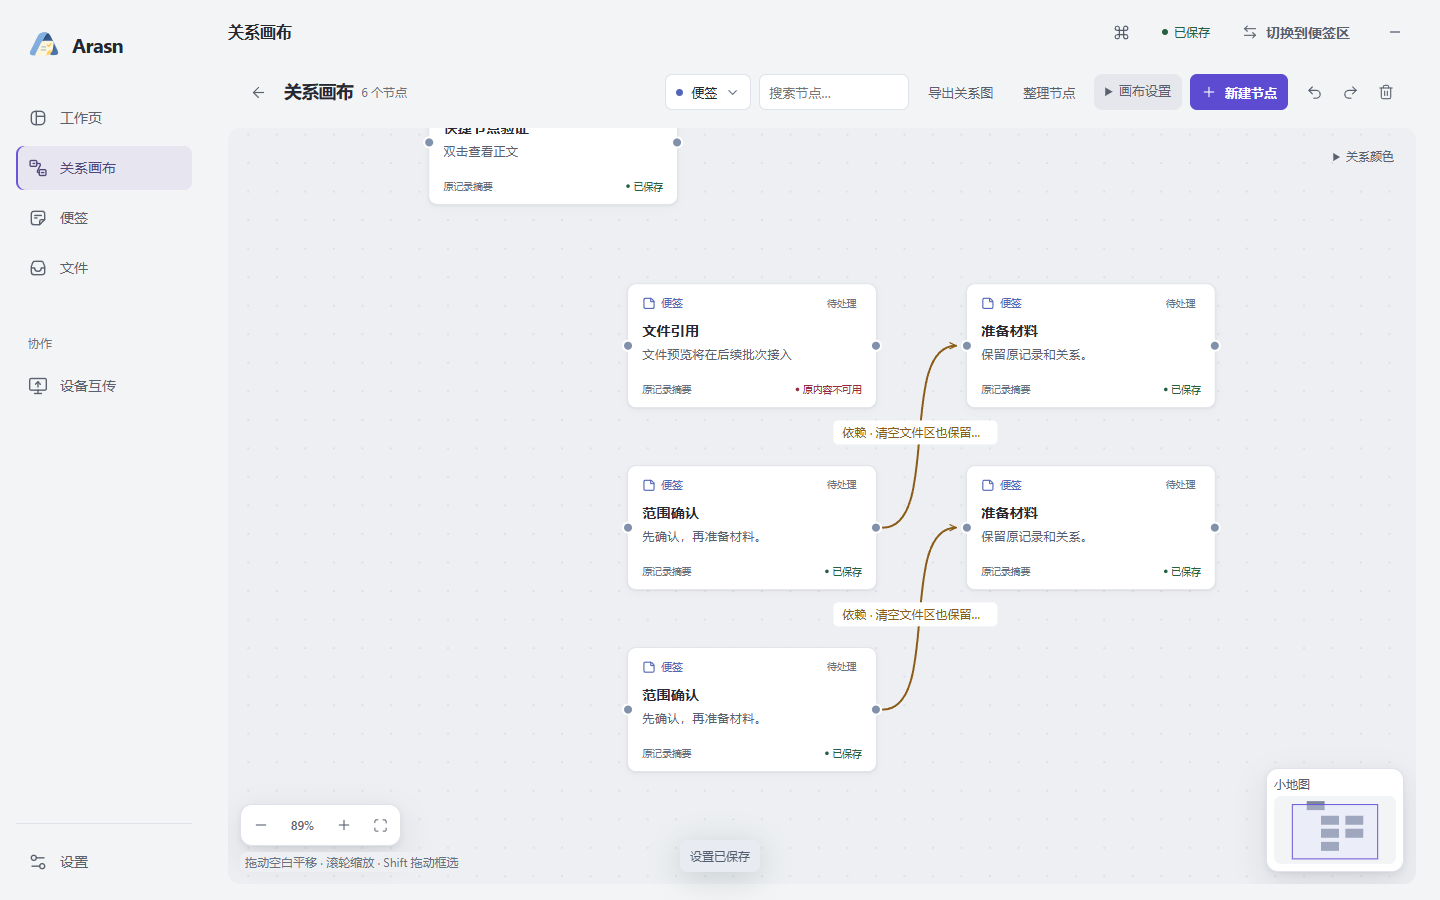 Arasn
工作页
关系画布
便签
文件
协作
设备互传
设置
关系画布
已保存
切换到便签区
关系画布 6 个节点
便签
搜索节点...
导出关系图
整理节点
画布设置
新建节点
关系颜色
快捷节点验证
双击查看正文
原记录摘要
已保存
便签
待处理
文件引用
文件预览将在后续批次接入
原记录摘要
原内容不可用
便签
待处理
准备材料
保留原记录和关系。
原记录摘要
已保存
依赖 · 清空文件区也保留...
便签
待处理
范围确认
先确认，再准备材料。
原记录摘要
已保存
便签
待处理
准备材料
保留原记录和关系。
原记录摘要
已保存
依赖 · 清空文件区也保留...
便签
待处理
范围确认
先确认，再准备材料。
原记录摘要
已保存
小地图
89%
拖动空白平移 · 滚轮缩放 · Shift 拖动框选
设置已保存